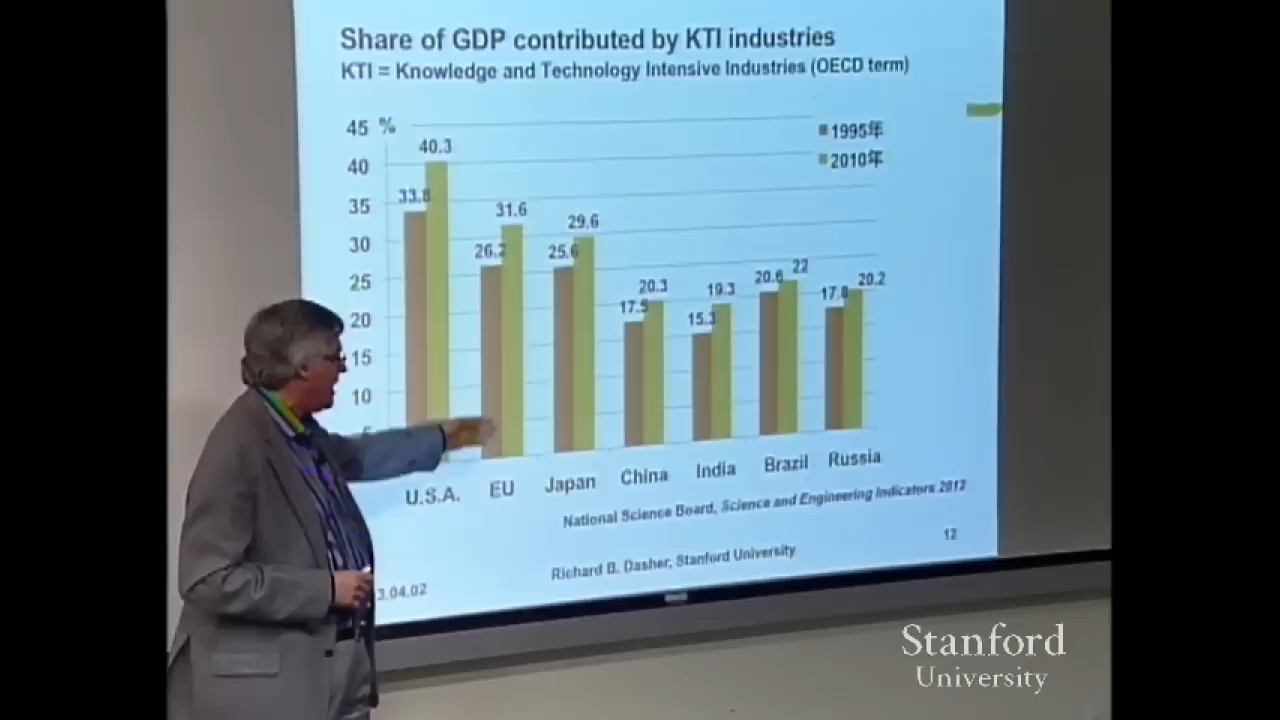 Share of GDP contributed by KTI industries
KTI = Knowledge and Technology Intensive Industries (OECD term)
45 %
40
35
30
25
20
15
10
5
1995年
2010年
33.8
40.3
26.2
31.6
25.6
29.6
17.5
20.3
15.3
19.3
20.6
22
17.8
20.2
U.S.A. EU Japan China India Brazil Russia
National Science Board, Science and Engineering Indicators 2012
Richard B. Dasher, Stanford University
12
3.04.02
Stanford
University